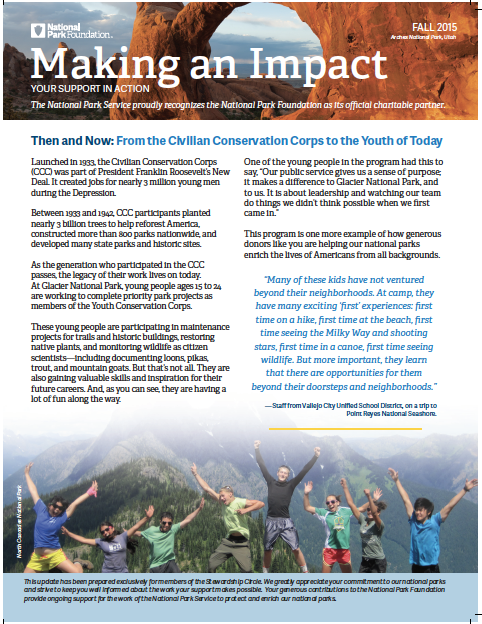 National
Park Foundation
FALL 2015
Arches National Park, Utah
Making an Impact
YOUR SUPPORT IN ACTION
The National Park Service proudly recognizes the National Park Foundation as its official charitable partner.
Then and Now: From the Civilian Conservation Corps to the Youth of Today
Launched in 1933, the Civilian Conservation Corps
(CCC) was part of President Franklin Roosevelt's New
Deal. It created jobs for nearly 3 million young men
during the Depression.
Between 1933 and 1942, CCC participants planted
nearly 3 billion trees to help reforest America,
constructed more than 800 parks nationwide, and
developed many state parks and historic sites.
As the generation who participated in the CCC
passes, the legacy of their work lives on today.
At Glacier National Park, young people ages 15 to 24
are working to complete priority park projects as
members of the Youth Conservation Corps.
These young people are participating in maintenance
projects for trails and historic buildings, restoring
native plants, and monitoring wildlife as citizen
scientists—including documenting loons, pikas,
trout, and mountain goats. But that's not all. They are
also gaining valuable skills and inspiration for their
future careers. And, as you can see, they are having a
lot of fun along the way.
One of the young people in the program had this to
say, "Our public service gives us a sense of purpose;
it makes a difference to Glacier National Park, and
to us. It is about leadership and watching our team
do things we didn't think possible when we first
came in."
This program is one more example of how generous
donors like you are helping our national parks
enrich the lives of Americans from all backgrounds.
"Many of these kids have not ventured
beyond their neighborhoods. At camp, they
have many exciting 'first' experiences: first
time on a hike, first time at the beach, first
time seeing the Milky Way and shooting
stars, first time in a canoe, first time seeing
wildlife. But more important, they learn
that there are opportunities for them
beyond their doorsteps and neighborhoods."
—Staff from Vallejo City Unified School District, on a trip to
Point Reyes National Seashore.
North Cascades National Park
This update has been prepared exclusively for members of the Stewardship Circle. We greatly appreciate your commitment to our national parks
and strive to keep you well informed about the work your support makes possible. Your generous contributions to the National Park Foundation
provide ongoing support for the work of the National Park Service to protect and enrich our national parks.